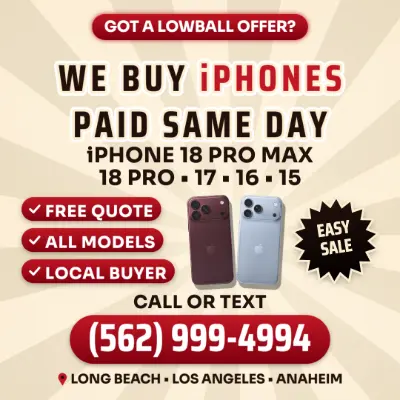 GOT A LOWBALL OFFER?
WE BUY iPHONES
PAID SAME DAY
iPHONE 18 PRO MAX
18 PRO ▪ 17 ▪ 16 ▪ 15
FREE QUOTE
ALL MODELS
LOCAL BUYER
EASY
SALE
CALL OR TEXT
(562) 999-4994
LONG BEACH ▪ LOS ANGELES ▪ ANAHEIM